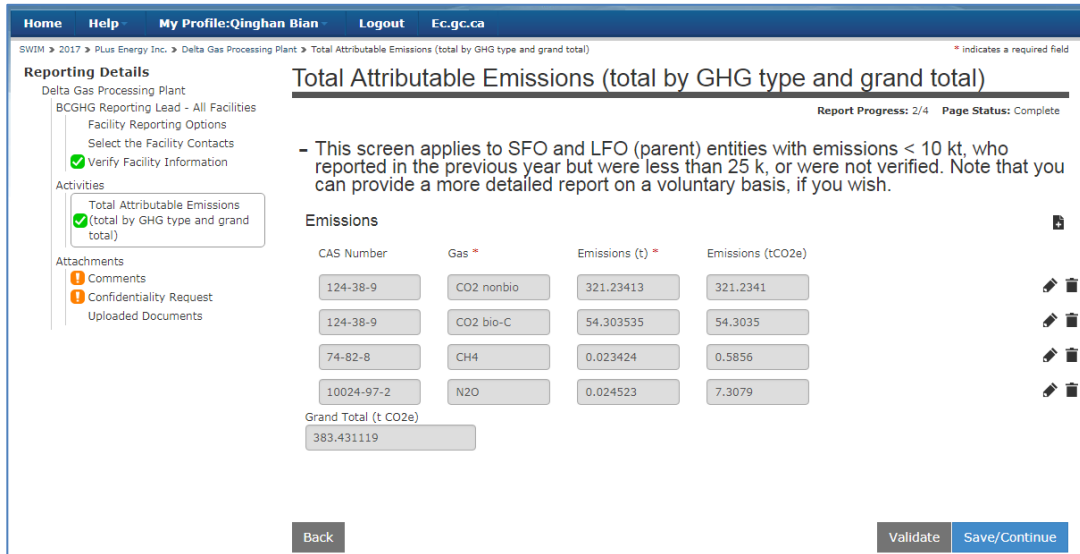 Home Help My Profile:Qinghan Bian Logout Ec.gc.ca
SWIM > 2017 > PLus Energy Inc. > Delta Gas Processing Plant > Total Attributable Emissions (total by GHG type and grand total)
* indicates a required field
Reporting Details
Delta Gas Processing Plant
BCGHG Reporting Lead - All Facilities
Facility Reporting Options
Select the Facility Contacts
Verify Facility Information
Activities
Total Attributable Emissions
(total by GHG type and grand
total)
Attachments
Comments
Confidentiality Request
Uploaded Documents
Total Attributable Emissions (total by GHG type and grand total)
Report Progress: 2/4 Page Status: Complete
– This screen applies to SFO and LFO (parent) entities with emissions < 10 kt, who
reported in the previous year but were less than 25 k, or were not verified. Note that you
can provide a more detailed report on a voluntary basis, if you wish.
Emissions
CAS Number Gas * Emissions (t) * Emissions (tCO2e)
124-38-9 CO2 nonbio 321.23413 321.2341
124-38-9 CO2 bio-C 54.303535 54.3035
74-82-8 CH4 0.023424 0.5856
10024-97-2 N2O 0.024523 7.3079
Grand Total (t CO2e)
383.431119
Back Validate Save/Continue